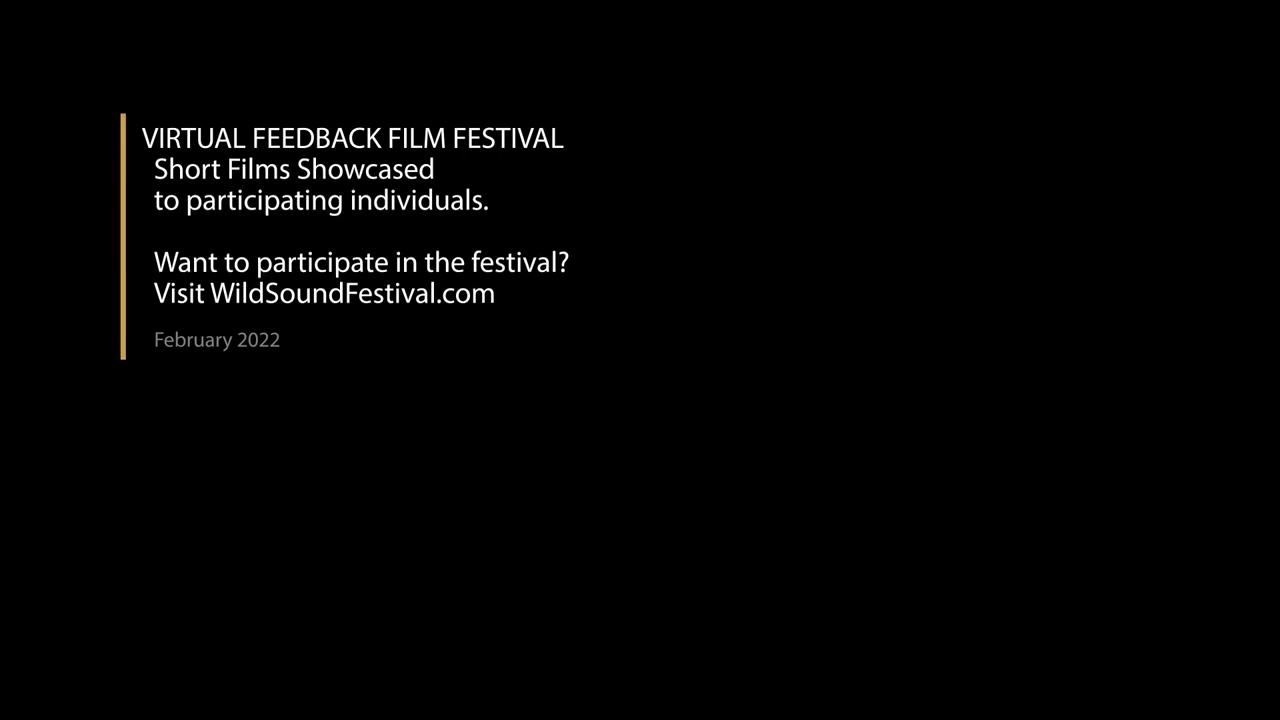 VIRTUAL FEEDBACK FILM FESTIVAL
Short Films Showcased
to participating individuals.
Want to participate in the festival?
Visit WildSoundFestival.com
February 2022